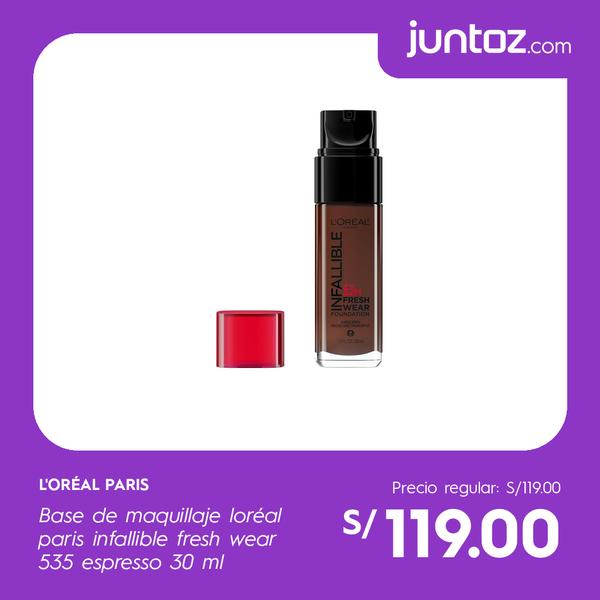 juntoz.com
L'ORÉAL
INFALLIBLE
FRESH
WEAR
FOUNDATION
L'ORÉAL PARIS
Base de maquillaje loréal
paris infallible fresh wear
535 espresso 30 ml
Precio regular: S/119.00
S/119.00